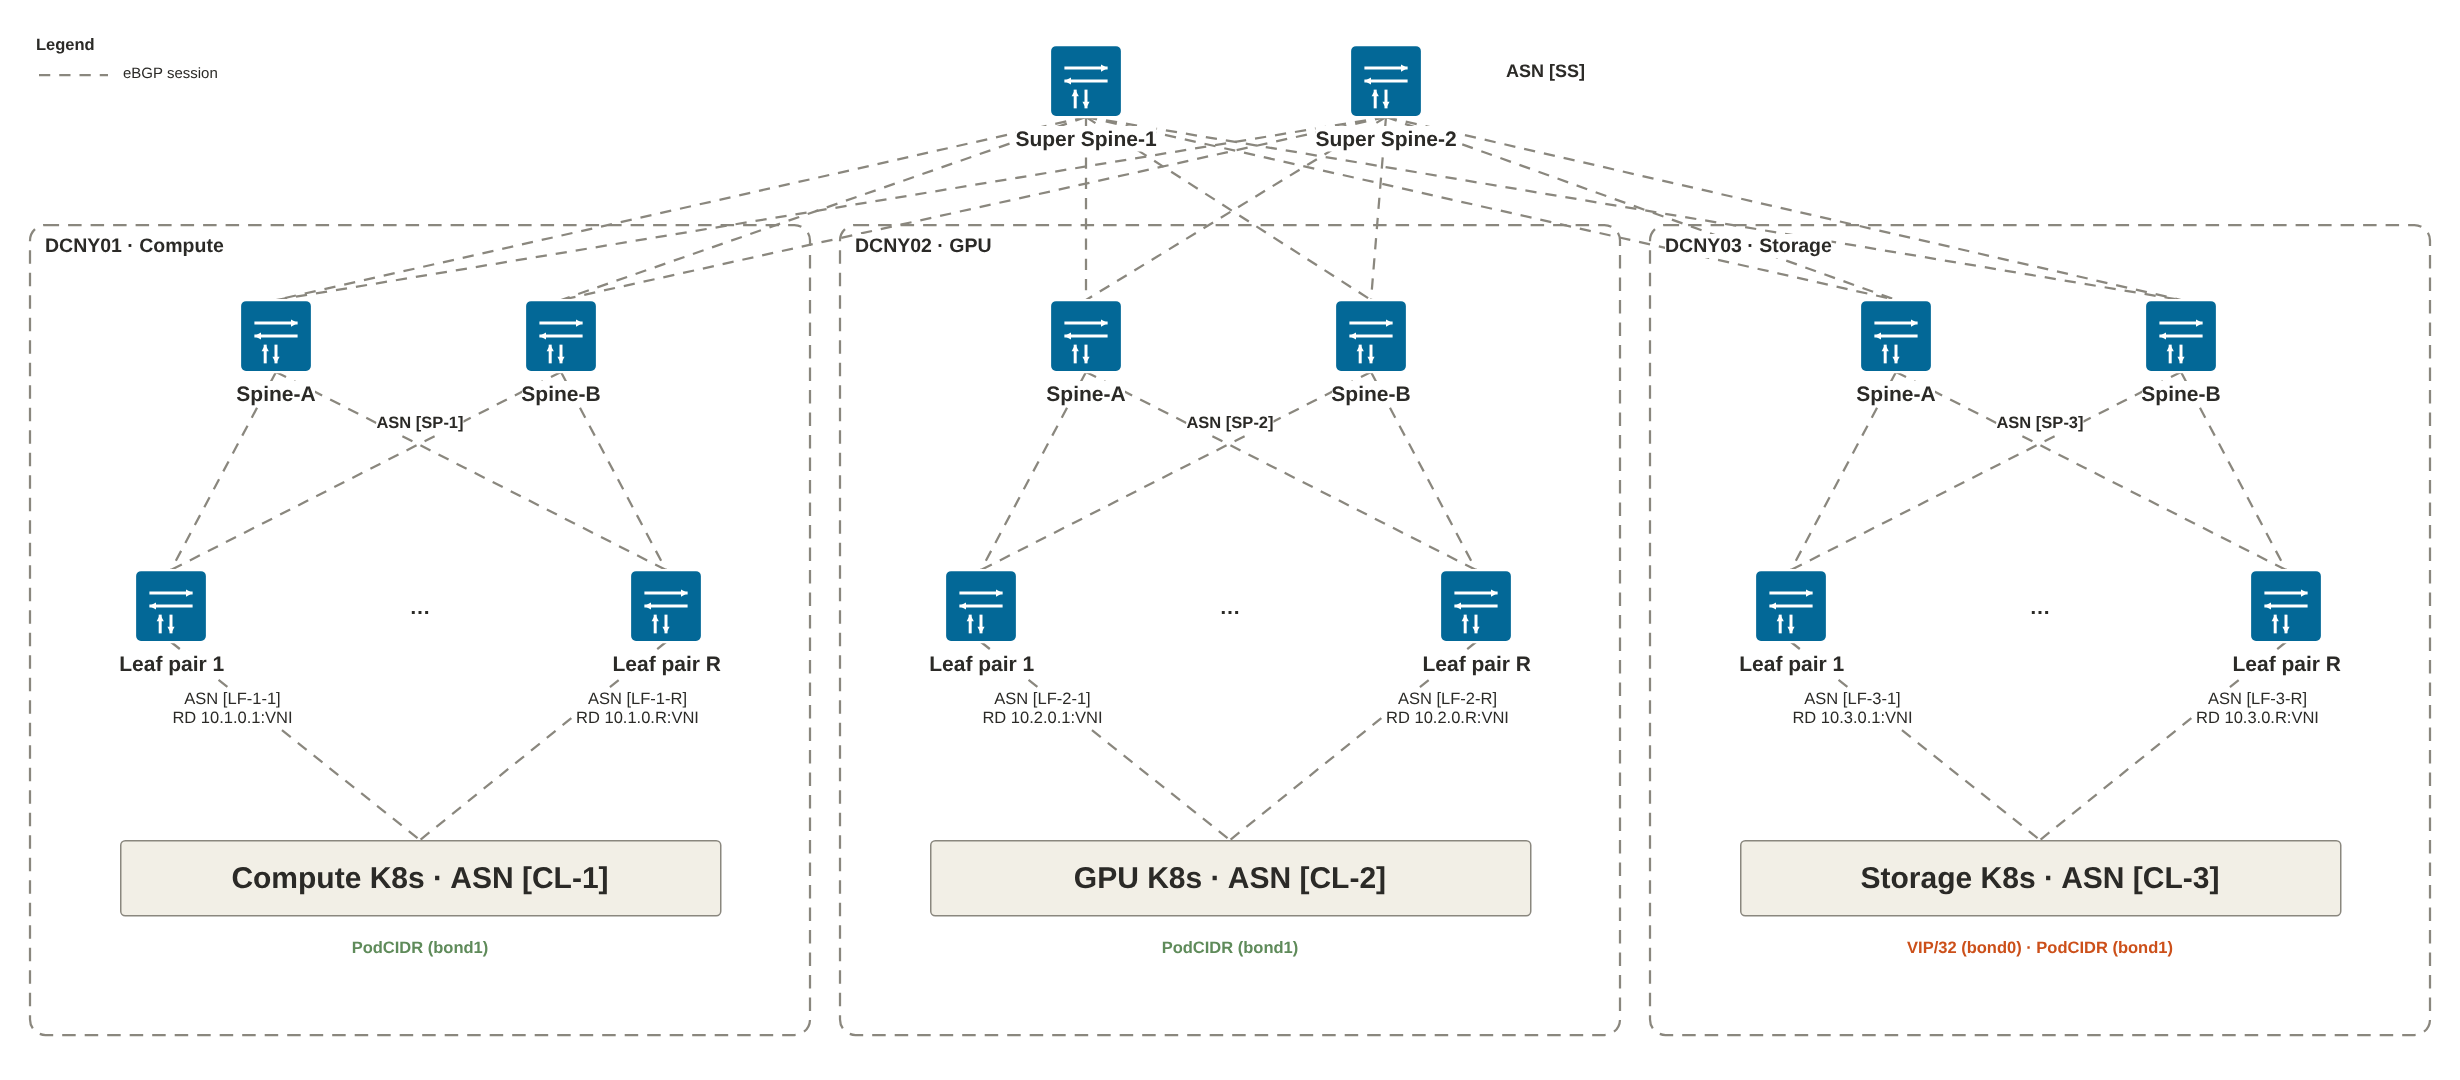 Legend
eBGP session
ASN [SS]
Super Spine-1
Super Spine-2
DCNY01 · Compute
DCNY02 · GPU
DCNY03 · Storage
Spine-A
Spine-B
Spine-A
Spine-B
Spine-A
Spine-B
ASN [SP-1]
ASN [SP-2]
ASN [SP-3]
...
...
...
Leaf pair 1
Leaf pair R
Leaf pair 1
Leaf pair R
Leaf pair 1
Leaf pair R
ASN [LF-1-1]
RD 10.1.0.1:VNI
ASN [LF-1-R]
RD 10.1.0.R:VNI
ASN [LF-2-1]
RD 10.2.0.1:VNI
ASN [LF-2-R]
RD 10.2.0.R:VNI
ASN [LF-3-1]
RD 10.3.0.1:VNI
ASN [LF-3-R]
RD 10.3.0.R:VNI
Compute K8s · ASN [CL-1]
GPU K8s · ASN [CL-2]
Storage K8s · ASN [CL-3]
PodCIDR (bond1)
PodCIDR (bond1)
VIP/32 (bond0) · PodCIDR (bond1)